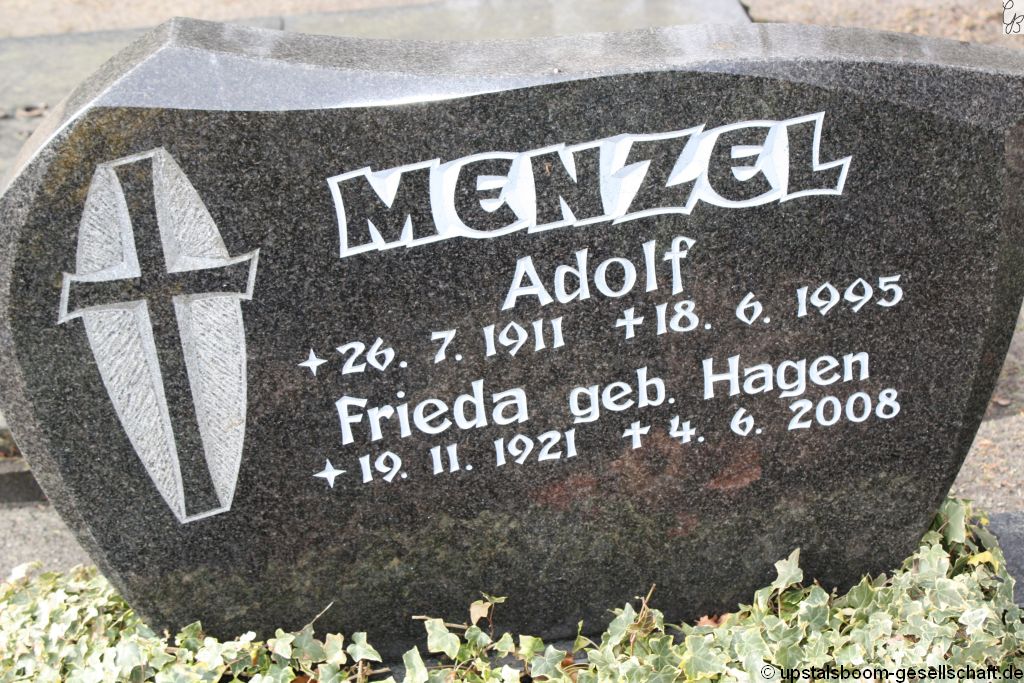 MENZEL
Adolf
✦ 26. 7. 1911 ✝ 18. 6. 1995
Frieda geb. Hagen
✦ 19. 11. 1921 ✝ 4. 6. 2008
© upstalsboom-gesellschaft.de